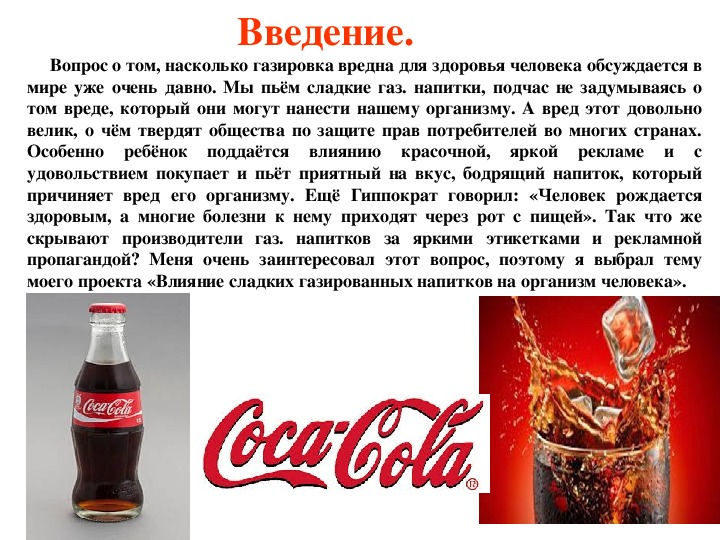 Введение.
Вопрос о том, насколько газировка вредна для здоровья человека обсуждается в
мире уже очень давно. Мы пьём сладкие газ. напитки, подчас не задумываясь о
том вреде, который они могут нанести нашему организму. А вред этот довольно
велик, о чём твердят общества по защите прав потребителей во многих странах.
Особенно ребёнок поддаётся влиянию красочной, яркой рекламе и с
удовольствием покупает и пьёт приятный на вкус, бодрящий напиток, который
причиняет вред его организму. Ещё Гиппократ говорил: «Человек рождается
здоровым, а многие болезни к нему приходят через рот с пищей». Так что же
скрывают производители газ. напитков за яркими этикетками и рекламной
пропагандой? Меня очень заинтересовал этот вопрос, поэтому я выбрал тему
моего проекта «Влияние сладких газированных напитков на организм человека».
Coca-Cola
Coca-Cola®